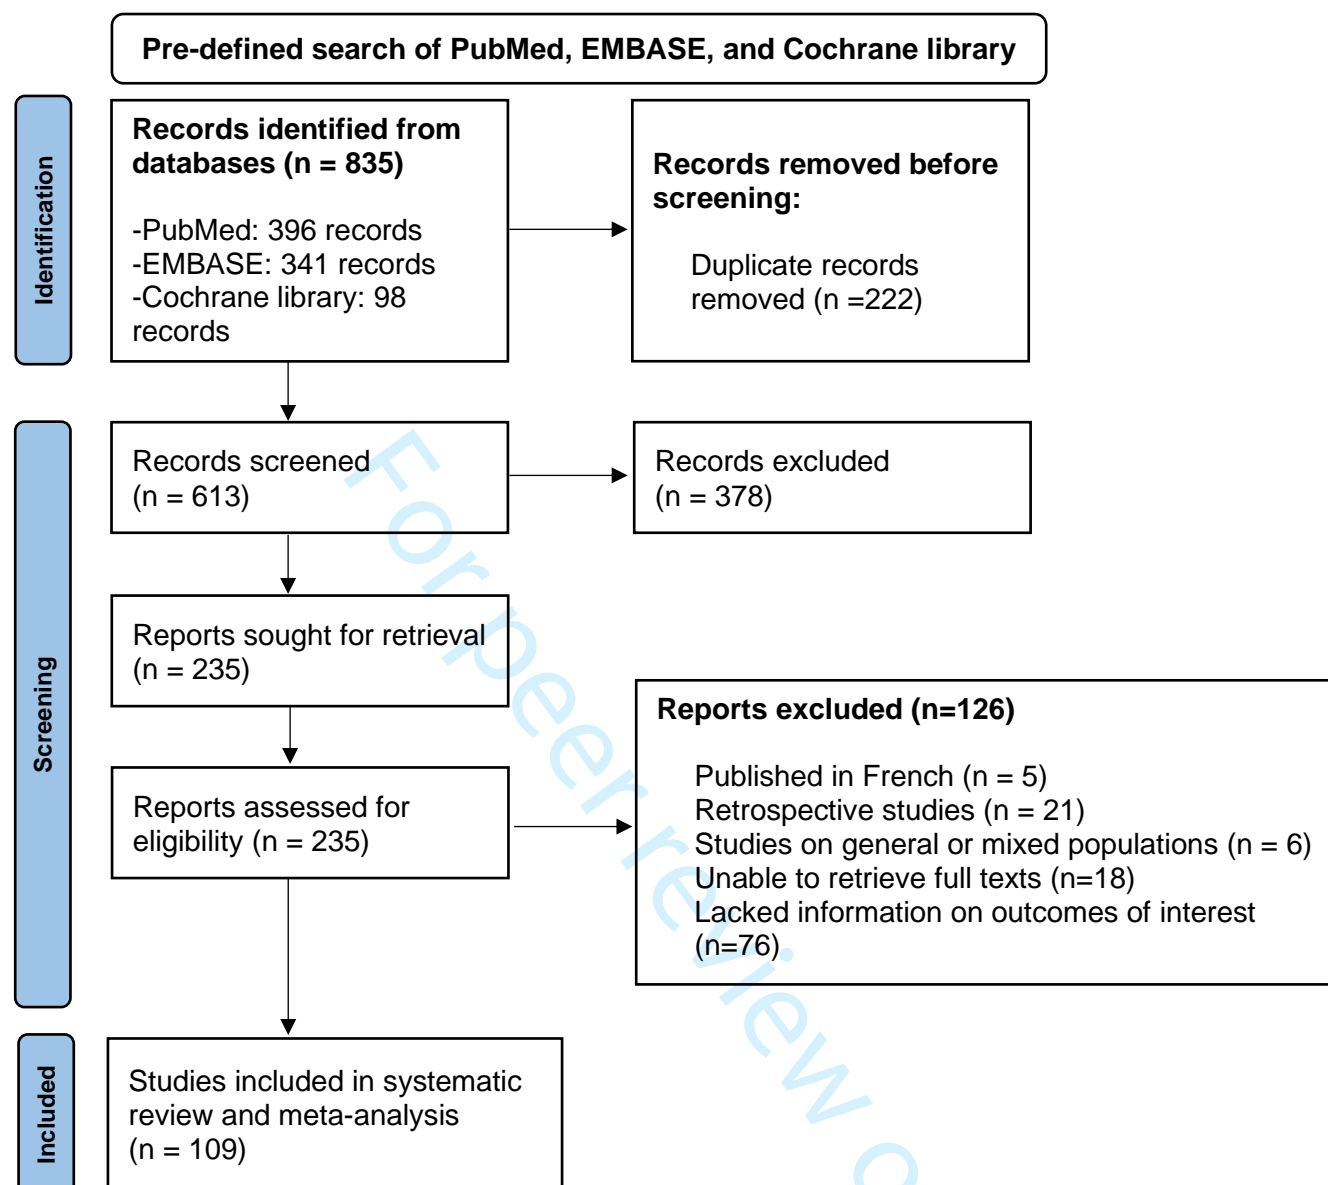 Pre-defined search of PubMed, EMBASE, and Cochrane library
Identification
Records identified from
databases (n = 835)
-PubMed: 396 records
-EMBASE: 341 records
-Cochrane library: 98
records
Records removed before
screening:
Duplicate records
removed (n =222)
Screening
Records screened
(n = 613)
Records excluded
(n = 378)
Reports sought for retrieval
(n = 235)
Reports assessed for
eligibility (n = 235)
Reports excluded (n=126)
Published in French (n = 5)
Retrospective studies (n = 21)
Studies on general or mixed populations (n = 6)
Unable to retrieve full texts (n=18)
Lacked information on outcomes of interest
(n=76)
Included
Studies included in systematic
review and meta-analysis
(n = 109)
For peer review